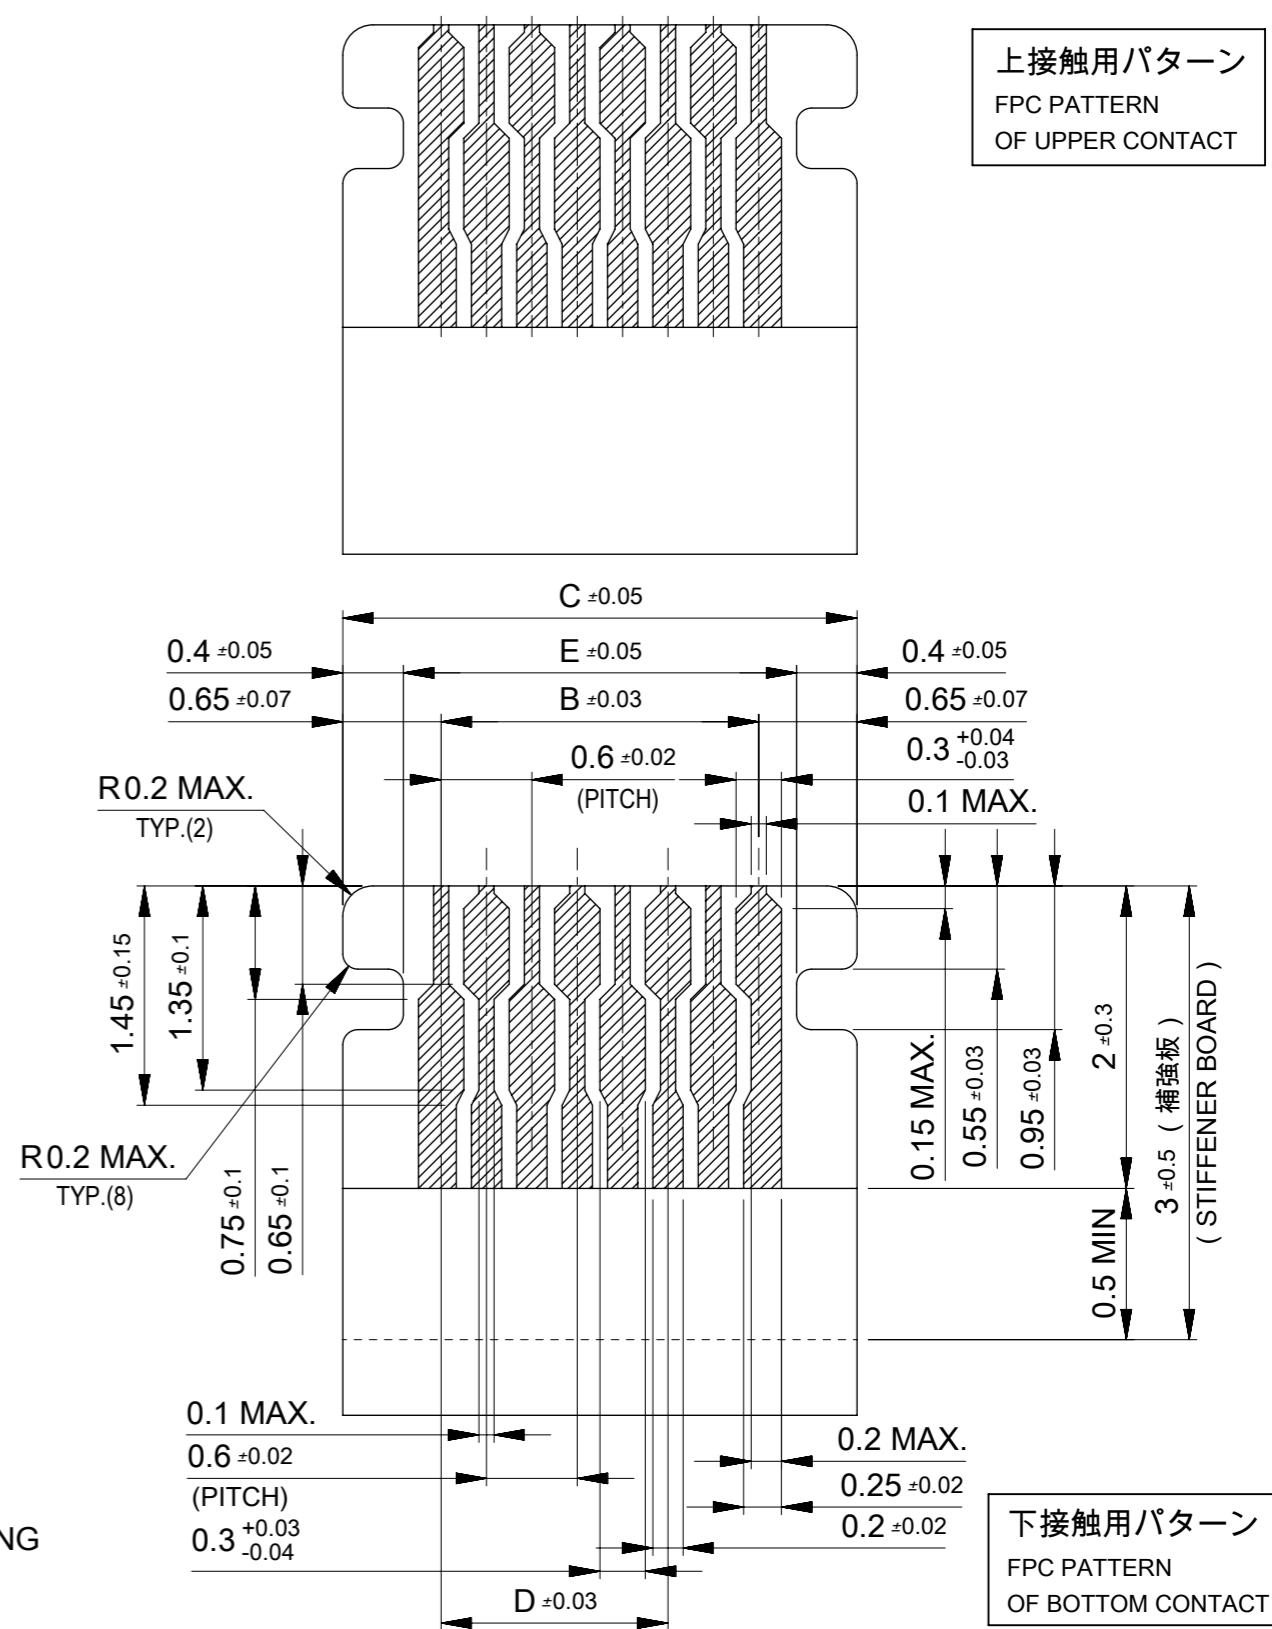 上接触用パターン
FPC PATTERN
OF UPPER CONTACT
C ±0.05
0.4 ±0.05
E ±0.05
0.4 ±0.05
0.65 ±0.07
B ±0.03
0.65 ±0.07
0.6 ±0.02
(PITCH)
0.3 +0.04 -0.03
0.1 MAX.
R0.2 MAX.
TYP.(2)
1.45 ±0.15
1.35 ±0.1
0.75 ±0.1
0.65 ±0.1
R0.2 MAX.
TYP.(8)
0.15 MAX.
0.55 ±0.03
0.95 ±0.03
2 ±0.3
0.5 MIN
3 ±0.5 ( 補強板 )
( STIFFENER BOARD )
0.1 MAX.
0.6 ±0.02
(PITCH)
0.3 +0.03 -0.04
D ±0.03
0.2 MAX.
0.25 ±0.02
0.2 ±0.02
NG
下接触用パターン
FPC PATTERN
OF BOTTOM CONTACT